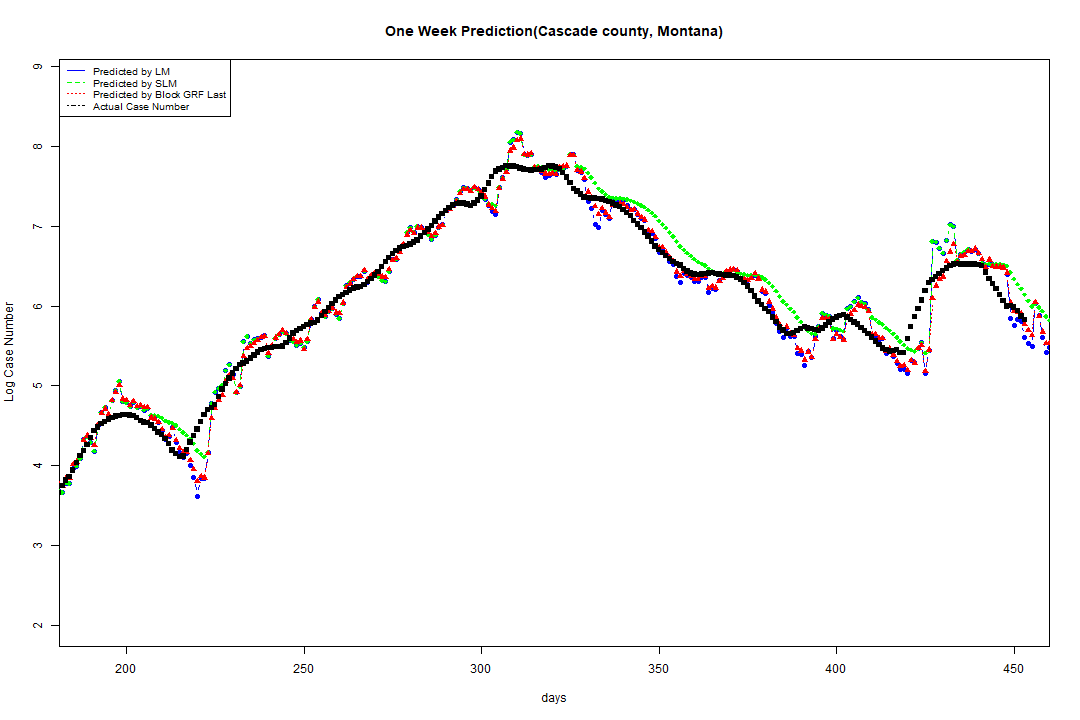 One Week Prediction(Cascade county, Montana)
Predicted by LM
Predicted by SLM
Predicted by Block GRF Last
Actual Case Number
Log Case Number
9
8
7
6
5
4
3
2
200 250 300 350 400 450
days